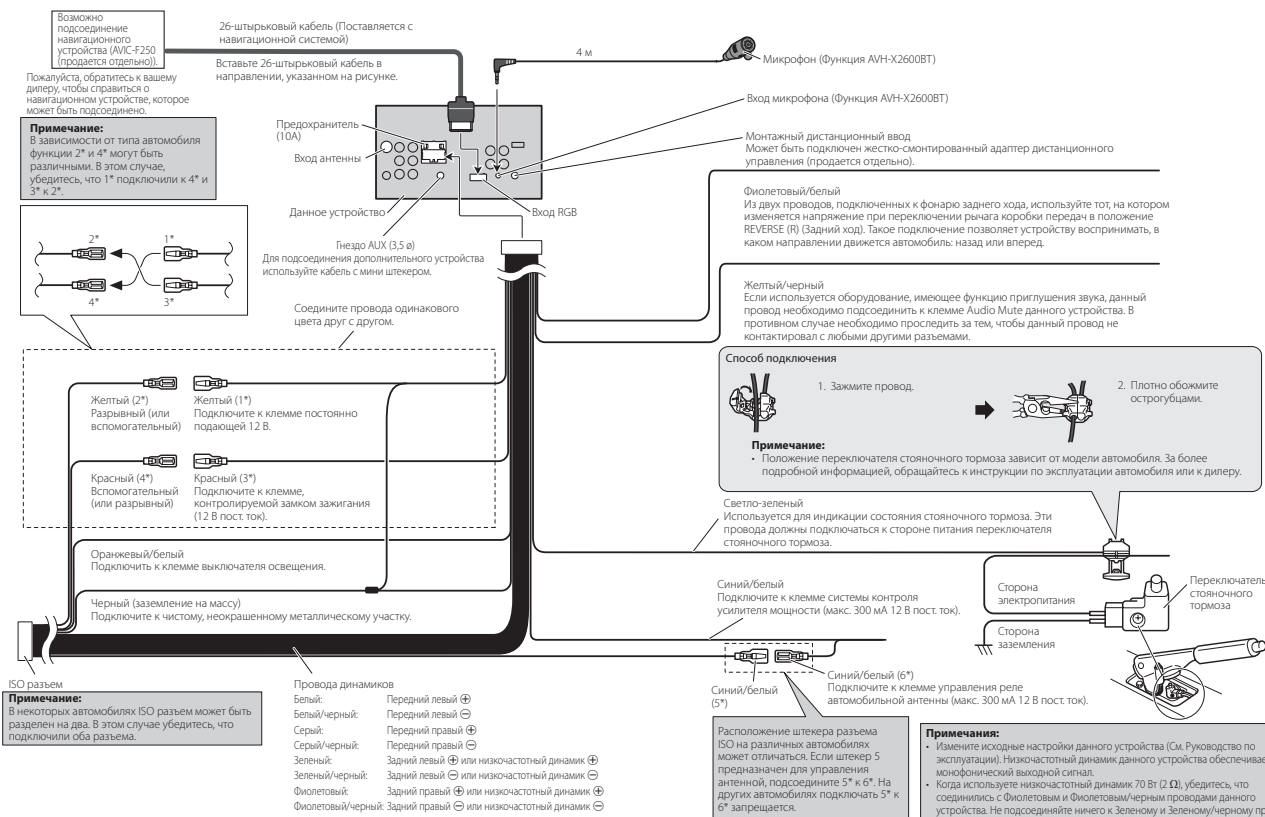 Возможно
подсоединение
навигационного
устройства (AVIC-F250
(продается отдельно)).
Пожалуйста, обратитесь к вашему
дилеру, чтобы справиться о
навигационном устройстве, которое
может быть подсоединено.
26-штырьковый кабель (Поставляется с
навигационной системой)
Вставьте 26-штырьковый кабель в
направлении, указанном на рисунке.
4 м
Микрофон (Функция AVH-X2600BT)
Вход микрофона (Функция AVH-X2600BT)
Монтажный дистанционный ввод
Может быть подключен жестко-смонтированный адаптер дистанционного
управления (продается отдельно).
Примечание:
В зависимости от типа автомобиля
функции 2* и 4* могут быть
различными. В этом случае,
убедитесь, что 1* подключили к 4* и
3* к 2*.
Предохранитель
(10A)
Вход антенны
Данное устройство
Вход RGB
Гнездо AUX (3,5 ø)
Для подсоединения дополнительного устройства
используйте кабель с мини штекером.
2*
1*
4*
3*
Фиолетовый/белый
Из двух проводов, подключенных к фонарю заднего хода, используйте тот, на котором
изменяется напряжение при переключении рычага коробки передач в положение
REVERSE (R) (Задний ход). Такое подключение позволяет устройству воспринимать, в
каком направлении движется автомобиль: назад или вперед.
Желтый/черный
Если используется оборудование, имеющее функцию приглушения звука, данный
провод необходимо подсоединить к клемме Audio Mute данного устройства. В
противном случае необходимо проследить за тем, чтобы данный провод не
контактировал с любыми другими разъемами.
Соедините провода одинакового
цвета друг с другом.
Желтый (2*)
Разрывный (или
вспомогательный)
Желтый (1*)
Подключите к клемме постоянно
подающей 12 В.
Красный (4*)
Вспомогательный
(или разрывный)
Красный (3*)
Подключите к клемме,
контролируемой замком зажигания
(12 В пост. ток).
Оранжевый/белый
Подключить к клемме выключателя освещения.
Черный (заземление на массу)
Подключите к чистому, неокрашенному металлическому участку.
Способ подключения
1. Зажмите провод.
2. Плотно обожмите
острогубцами.
Примечание:
• Положение переключателя стояночного тормоза зависит от модели автомобиля. За более
подробной информацией, обращайтесь к инструкции по эксплуатации автомобиля или к дилеру.
Светло-зеленый
Используется для индикации состояния стояночного тормоза. Эти
провода должны подключаться к стороне питания переключателя
стояночного тормоза.
Сторона
электропитания
Переключатель
стояночного
тормоза
Сторона
заземления
Синий/белый
Подключите к клемме системы контроля
усилителя мощности (макс. 300 мА 12 В пост. ток).
Синий/белый
(5*)
Синий/белый (6*)
Подключите к клемме управления реле
автомобильной антенны (макс. 300 мА 12 В пост. ток).
ISO разъем
Примечание:
В некоторых автомобилях ISO разъем может быть
разделен на два. В этом случае убедитесь, что
подключили оба разъема.
Провода динамиков
Белый: Передний левый ⊕
Белый/черный: Передний левый ⊖
Серый: Передний правый ⊕
Серый/черный: Передний правый ⊖
Зеленый: Задний левый ⊕ или низкочастотный динамик ⊕
Зеленый/черный: Задний левый ⊖ или низкочастотный динамик ⊖
Фиолетовый: Задний правый ⊕ или низкочастотный динамик ⊕
Фиолетовый/черный: Задний правый ⊖ или низкочастотный динамик ⊖
Расположение штекера разъема
ISO на различных автомобилях
может отличаться. Если штекер 5
предназначен для управления
антенной, подсоедините 5* к 6*. На
других автомобилях подключать 5* к
6* запрещается.
Примечания:
• Измените исходные настройки данного устройства (См. Руководство по
эксплуатации). Низкочастотный динамик данного устройства обеспечивае
монофонический выходной сигнал.
• Когда используете низкочастотный динамик 70 Вт (2 Ω), убедитесь, что
соединились с Фиолетовым и Фиолетовым/черным проводами данного
устройства. Не подсоединяйте ничего к Зеленому и Зеленому/черному пр